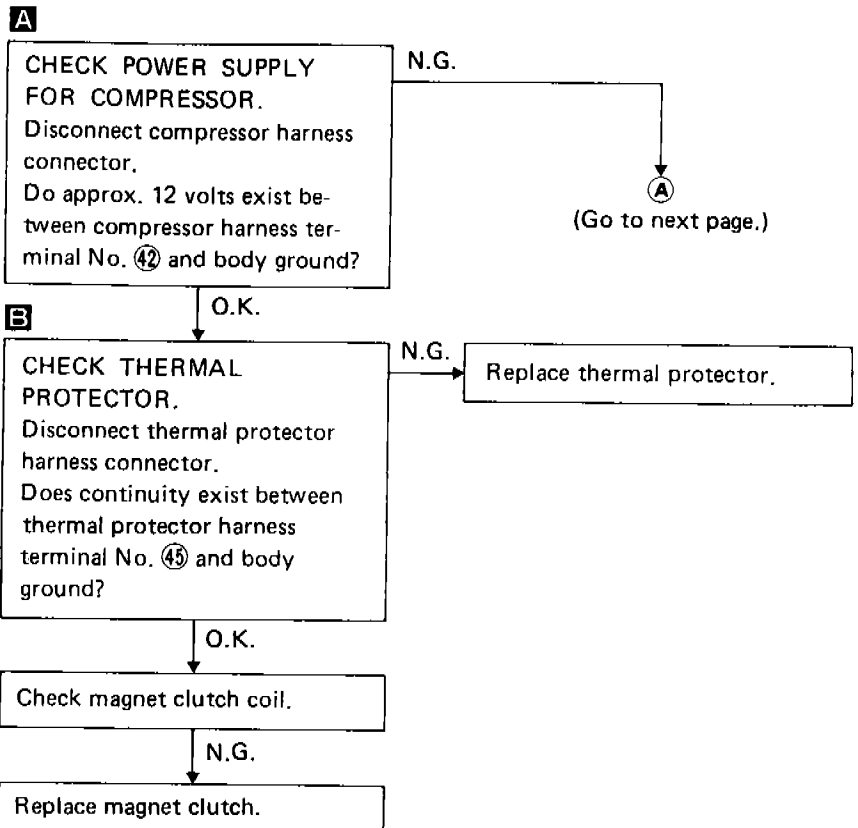 A
CHECK POWER SUPPLY
FOR COMPRESSOR.
Disconnect compressor harness
connector.
Do approx. 12 volts exist be-
tween compressor harness ter-
minal No. ㊷ and body ground?
N.G.
Ⓐ
(Go to next page.)
O.K.
B
CHECK THERMAL
PROTECTOR.
Disconnect thermal protector
harness connector.
Does continuity exist between
thermal protector harness
terminal No. ㊺ and body
ground?
N.G.
Replace thermal protector.
O.K.
Check magnet clutch coil.
N.G.
Replace magnet clutch.